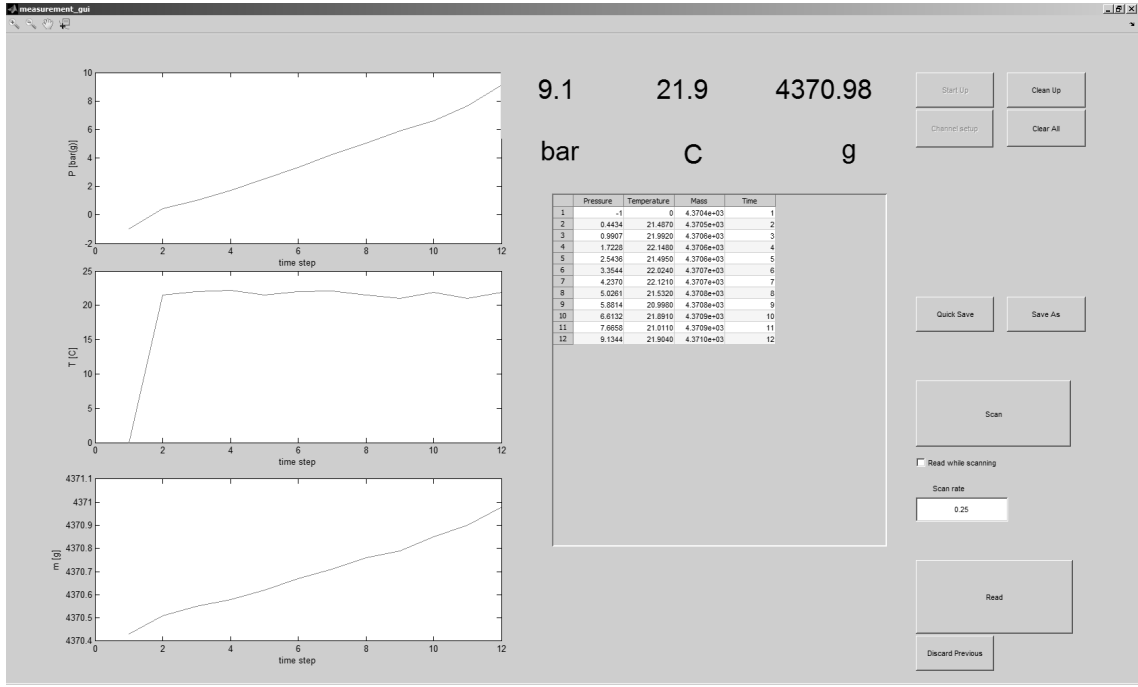 measurement_gui
10
8
6
4
2
0
-2
P [bar(g)]
0 2 4 6 8 10 12
time step
25
20
15
10
5
0
T [C]
0 2 4 6 8 10 12
time step
4371.1
4371
4370.9
4370.8
4370.7
4370.6
4370.5
4370.4
m [g]
0 2 4 6 8 10 12
time step
9.1 21.9 4370.98
bar C g
Pressure Temperature Mass Time
1 -1 0 4.3704e+03 1
2 0.4434 21.4870 4.3705e+03 2
3 0.9907 21.9920 4.3706e+03 3
4 1.7228 22.1480 4.3706e+03 4
5 2.5436 21.4950 4.3706e+03 5
6 3.3544 22.0240 4.3707e+03 6
7 4.2370 22.1210 4.3707e+03 7
8 5.0261 21.5320 4.3708e+03 8
9 5.8814 20.9980 4.3708e+03 9
10 6.6132 21.8910 4.3709e+03 10
11 7.6658 21.0110 4.3709e+03 11
12 9.1344 21.9040 4.3710e+03 12
Start Up Clean Up
Channel setup Clear All
Quick Save Save As
Scan
Read while scanning
Scan rate
0.25
Read
Discard Previous